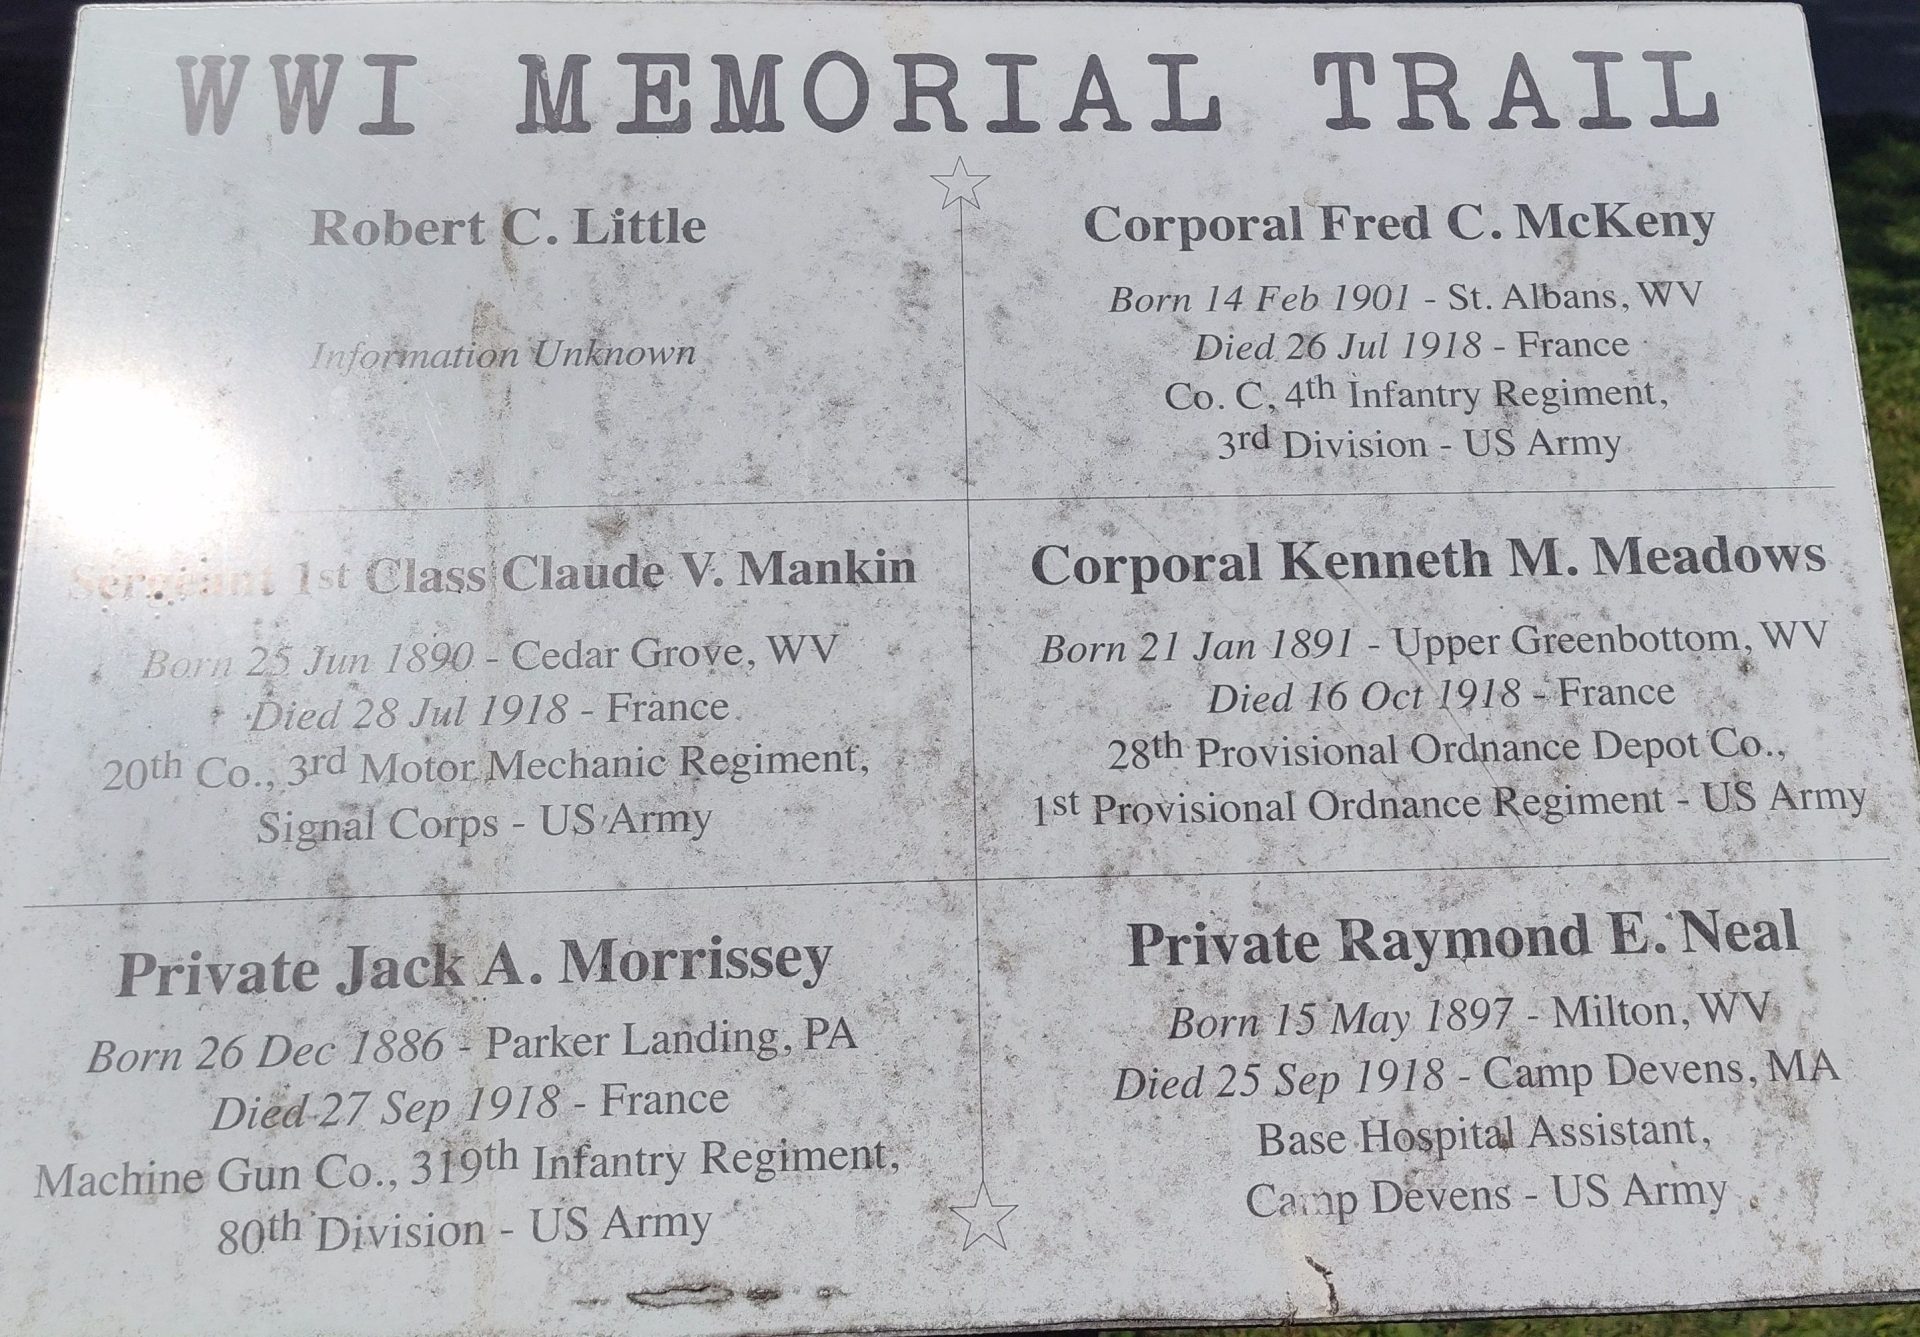 WWI MEMORIAL TRAIL
Robert C. Little
Information Unknown
Corporal Fred C. McKeny
Born 14 Feb 1901 - St. Albans, WV
Died 26 Jul 1918 - France
Co. C, 4th Infantry Regiment,
3rd Division - US Army
Sergeant 1st Class Claude V. Mankin
Born 25 Jun 1890 - Cedar Grove, WV
Died 28 Jul 1918 - France
20th Co., 3rd Motor Mechanic Regiment,
Signal Corps - US Army
Corporal Kenneth M. Meadows
Born 21 Jan 1891 - Upper Greenbottom, WV
Died 16 Oct 1918 - France
28th Provisional Ordnance Depot Co.,
1st Provisional Ordnance Regiment - US Army
Private Jack A. Morrissey
Born 26 Dec 1886 - Parker Landing, PA
Died 27 Sep 1918 - France
Machine Gun Co., 319th Infantry Regiment,
80th Division - US Army
Private Raymond E. Neal
Born 15 May 1897 - Milton, WV
Died 25 Sep 1918 - Camp Devens, MA
Base Hospital Assistant,
Camp Devens - US Army